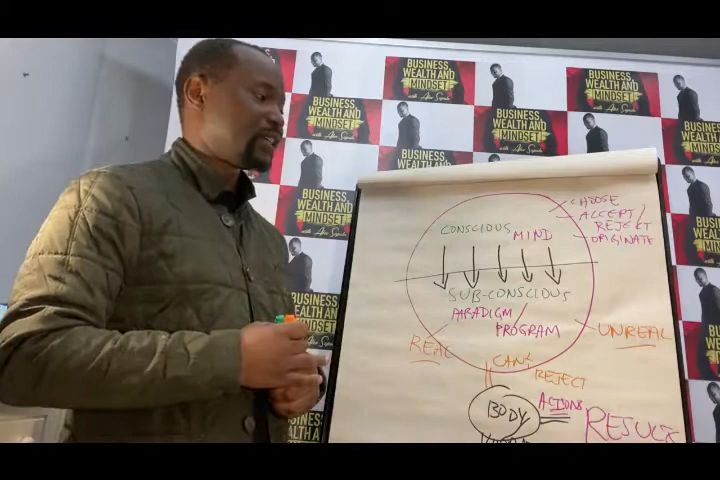 BUSINESS,
WEALTH AND
MINDSET
CHOOSE
ACCEPT/
REJECT
ORIGINATE
CONSCIOUS MIND
SUB-CONSCIOUS
PARADIGM/
PROGRAM
REAL
UNREAL
CAN'T
REJECT
BODY
ACTIONS
RESULT